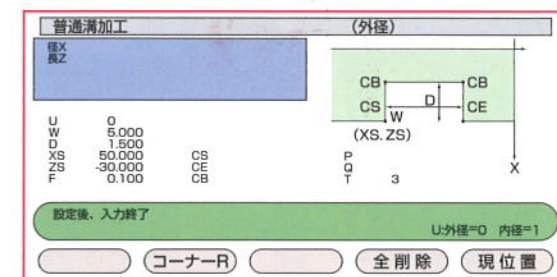 普通溝加工 (外径)
径X
長Z
CB CB
CS D CE
W
(XS. ZS)
X
U 0
W 5.000
D 1.500
XS 50.000 CS P
ZS -30.000 CE Q
F 0.100 CB T 3
設定後、入力終了
U:外径=0 内径=1
コーナーR 全削除 現位置